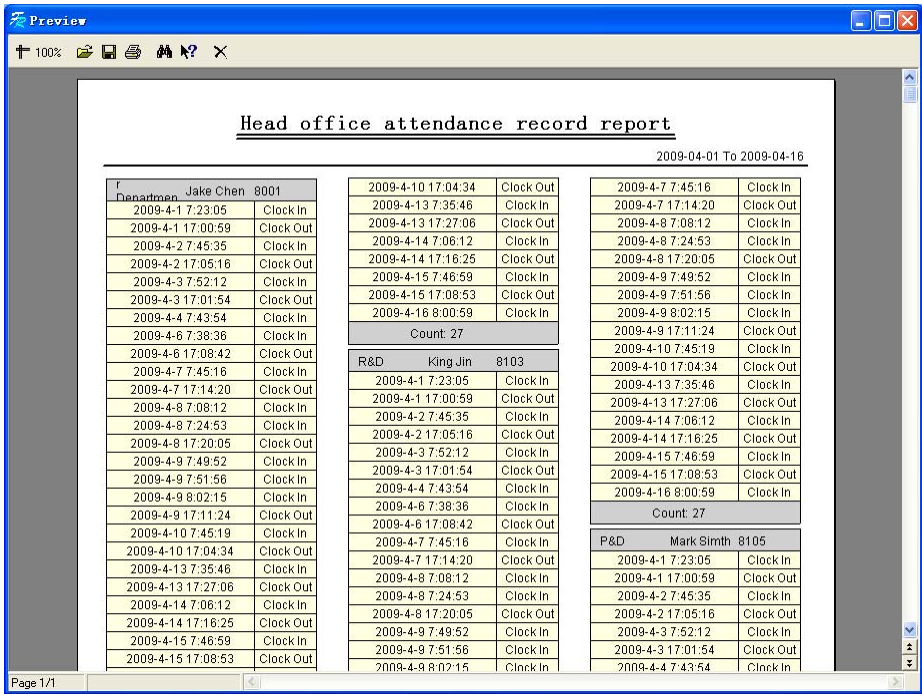 Preview
100%
Head office attendance record report
2009-04-01 To 2009-04-16
r
Departmen Jake Chen 8001
2009-4-1 7:23:05 Clock In
2009-4-1 17:00:59 Clock Out
2009-4-2 7:45:35 Clock In
2009-4-2 17:05:16 Clock Out
2009-4-3 7:52:12 Clock In
2009-4-3 17:01:54 Clock Out
2009-4-4 7:43:54 Clock In
2009-4-6 7:38:36 Clock In
2009-4-6 17:08:42 Clock Out
2009-4-7 7:45:16 Clock In
2009-4-7 17:14:20 Clock Out
2009-4-8 7:08:12 Clock In
2009-4-8 7:24:53 Clock In
2009-4-8 17:20:05 Clock Out
2009-4-9 7:49:52 Clock In
2009-4-9 7:51:56 Clock In
2009-4-9 8:02:15 Clock In
2009-4-9 17:11:24 Clock Out
2009-4-10 7:45:19 Clock In
2009-4-10 17:04:34 Clock Out
2009-4-13 7:35:46 Clock In
2009-4-13 17:27:06 Clock Out
2009-4-14 7:06:12 Clock In
2009-4-14 17:16:25 Clock Out
2009-4-15 7:46:59 Clock In
2009-4-15 17:08:53 Clock Out
2009-4-10 17:04:34 Clock Out
2009-4-13 7:35:46 Clock In
2009-4-13 17:27:06 Clock Out
2009-4-14 7:06:12 Clock In
2009-4-14 17:16:25 Clock Out
2009-4-15 7:46:59 Clock In
2009-4-15 17:08:53 Clock Out
2009-4-16 8:00:59 Clock In
Count: 27
R&D King Jin 8103
2009-4-1 7:23:05 Clock In
2009-4-1 17:00:59 Clock Out
2009-4-2 7:45:35 Clock In
2009-4-2 17:05:16 Clock Out
2009-4-3 7:52:12 Clock In
2009-4-3 17:01:54 Clock Out
2009-4-4 7:43:54 Clock In
2009-4-6 7:38:36 Clock In
2009-4-6 17:08:42 Clock Out
2009-4-7 7:45:16 Clock In
2009-4-7 17:14:20 Clock Out
2009-4-8 7:08:12 Clock In
2009-4-8 7:24:53 Clock In
2009-4-8 17:20:05 Clock Out
2009-4-9 7:49:52 Clock In
2009-4-9 7:51:56 Clock In
2009-4-9 8:02:15 Clock In
2009-4-7 7:45:16 Clock In
2009-4-7 17:14:20 Clock Out
2009-4-8 7:08:12 Clock In
2009-4-8 7:24:53 Clock In
2009-4-8 17:20:05 Clock Out
2009-4-9 7:49:52 Clock In
2009-4-9 7:51:56 Clock In
2009-4-9 8:02:15 Clock In
2009-4-9 17:11:24 Clock Out
2009-4-10 7:45:19 Clock In
2009-4-10 17:04:34 Clock Out
2009-4-13 7:35:46 Clock In
2009-4-13 17:27:06 Clock Out
2009-4-14 7:06:12 Clock In
2009-4-14 17:16:25 Clock Out
2009-4-15 7:46:59 Clock In
2009-4-15 17:08:53 Clock Out
2009-4-16 8:00:59 Clock In
Count: 27
P&D Mark Simth 8105
2009-4-1 7:23:05 Clock In
2009-4-1 17:00:59 Clock Out
2009-4-2 7:45:35 Clock In
2009-4-2 17:05:16 Clock Out
2009-4-3 7:52:12 Clock In
2009-4-3 17:01:54 Clock Out
2009-4-4 7:43:54 Clock In
Page 1/1